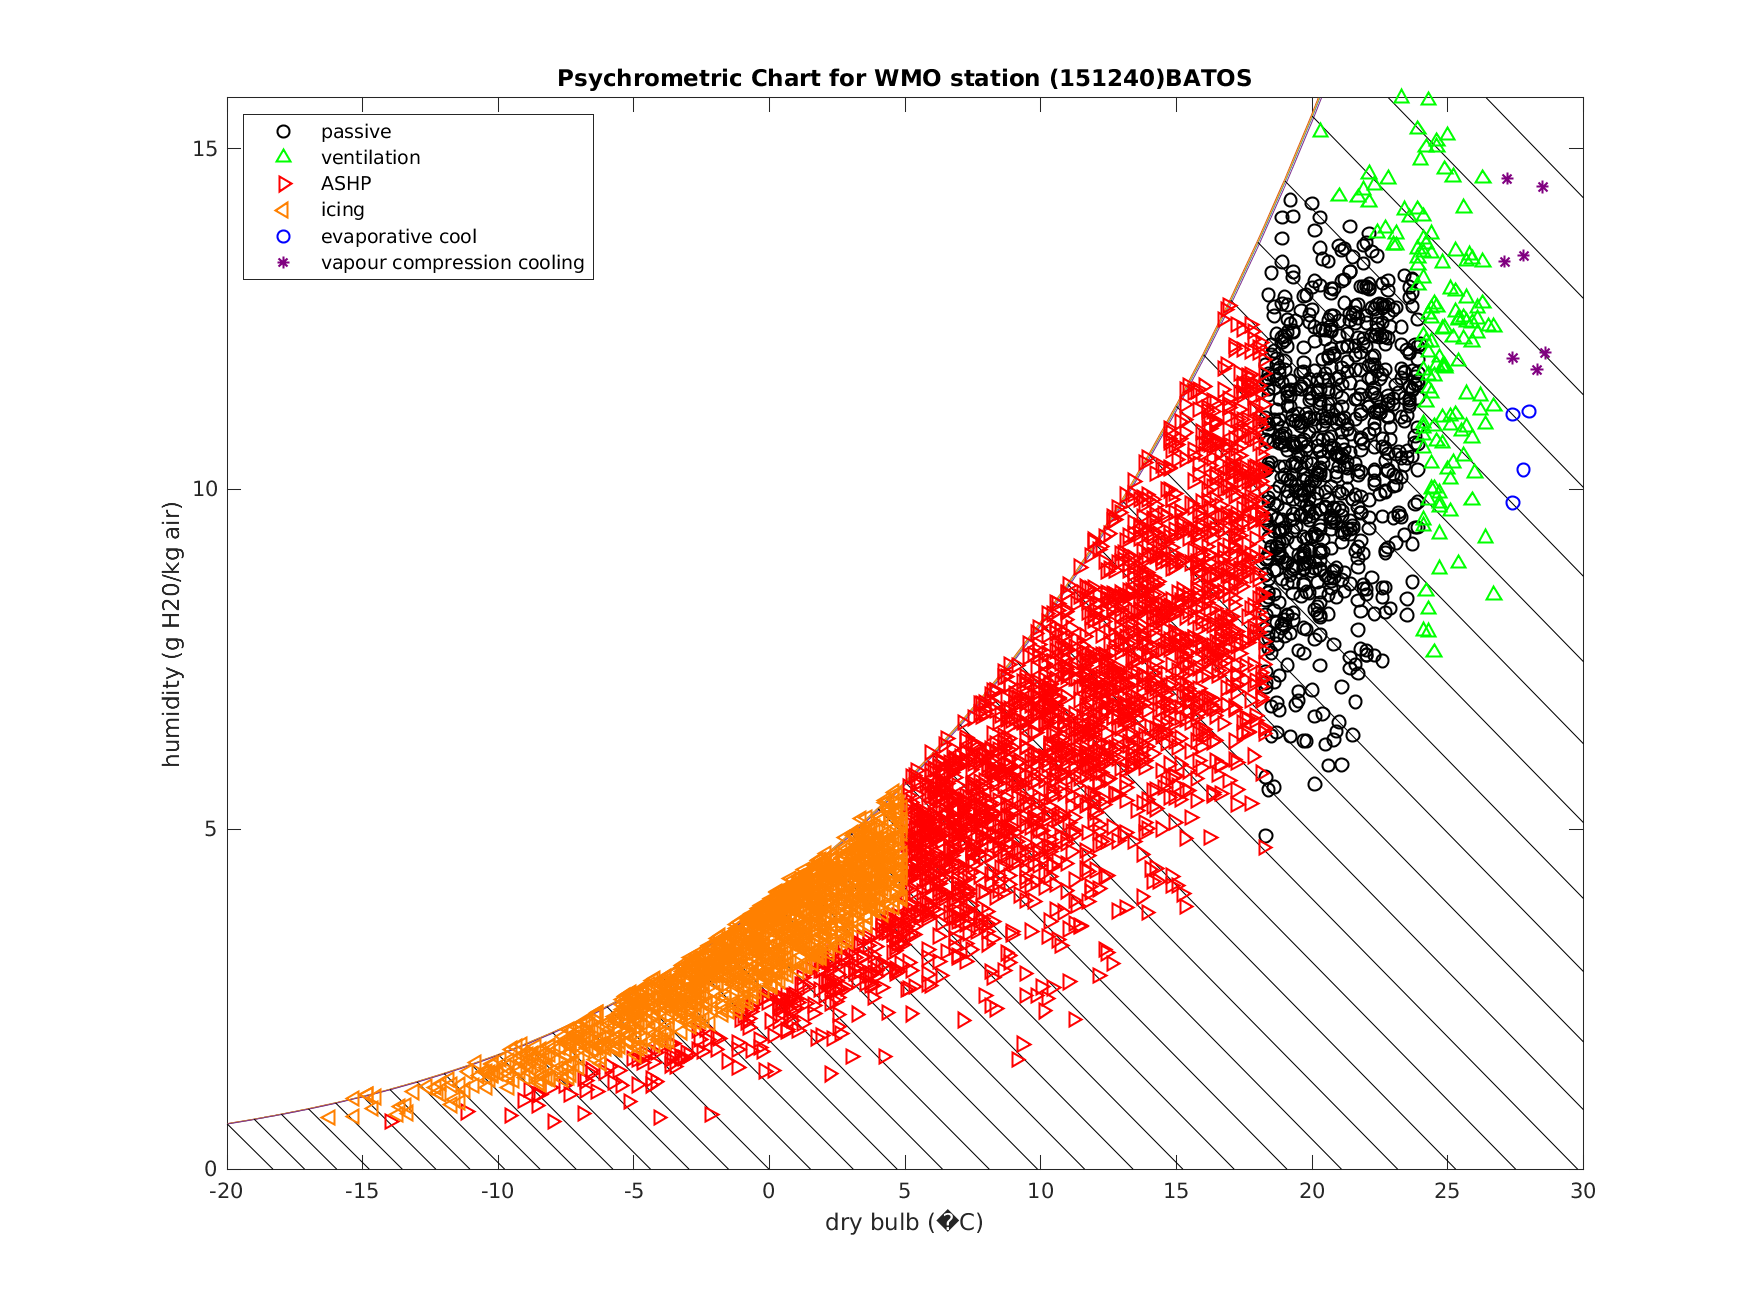 Psychrometric Chart for WMO station (151240)BATOS
passive
ventilation
ASHP
icing
evaporative cool
vapour compression cooling
15
10
5
0
humidity (g H20/kg air)
-20 -15 -10 -5 0 5 10 15 20 25 30
dry bulb (�C)